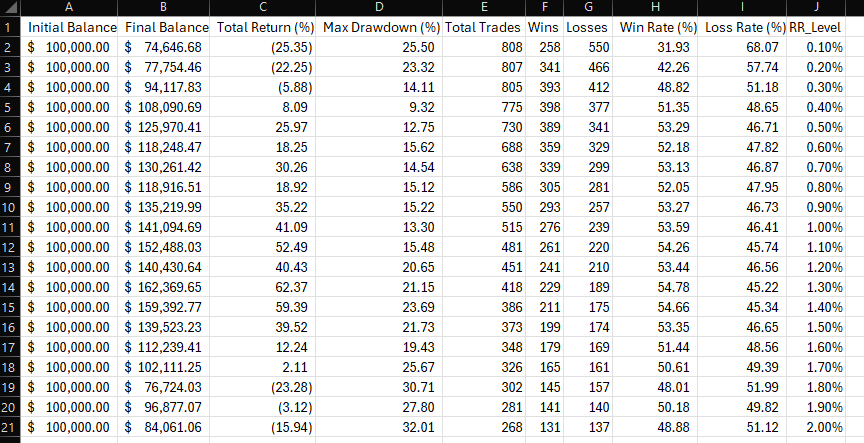 A B C D E F G H I J
1 Initial Balance Final Balance Total Return (%) Max Drawdown (%) Total Trades Wins Losses Win Rate (%) Loss Rate (%) RR_Level
2 $ 100,000.00 $ 74,646.68 (25.35) 25.50 808 258 550 31.93 68.07 0.10%
3 $ 100,000.00 $ 77,754.46 (22.25) 23.32 807 341 466 42.26 57.74 0.20%
4 $ 100,000.00 $ 94,117.83 (5.88) 14.11 805 393 412 48.82 51.18 0.30%
5 $ 100,000.00 $ 108,090.69 8.09 9.32 775 398 377 51.35 48.65 0.40%
6 $ 100,000.00 $ 125,970.41 25.97 12.75 730 389 341 53.29 46.71 0.50%
7 $ 100,000.00 $ 118,248.47 18.25 15.62 688 359 329 52.18 47.82 0.60%
8 $ 100,000.00 $ 130,261.42 30.26 14.54 638 339 299 53.13 46.87 0.70%
9 $ 100,000.00 $ 118,916.51 18.92 15.12 586 305 281 52.05 47.95 0.80%
10 $ 100,000.00 $ 135,219.99 35.22 15.22 550 293 257 53.27 46.73 0.90%
11 $ 100,000.00 $ 141,094.69 41.09 13.30 515 276 239 53.59 46.41 1.00%
12 $ 100,000.00 $ 152,488.03 52.49 15.48 481 261 220 54.26 45.74 1.10%
13 $ 100,000.00 $ 140,430.64 40.43 20.65 451 241 210 53.44 46.56 1.20%
14 $ 100,000.00 $ 162,369.65 62.37 21.15 418 229 189 54.78 45.22 1.30%
15 $ 100,000.00 $ 159,392.77 59.39 23.69 386 211 175 54.66 45.34 1.40%
16 $ 100,000.00 $ 139,523.23 39.52 21.73 373 199 174 53.35 46.65 1.50%
17 $ 100,000.00 $ 112,239.41 12.24 19.43 348 179 169 51.44 48.56 1.60%
18 $ 100,000.00 $ 102,111.25 2.11 25.67 326 165 161 50.61 49.39 1.70%
19 $ 100,000.00 $ 76,724.03 (23.28) 30.71 302 145 157 48.01 51.99 1.80%
20 $ 100,000.00 $ 96,877.07 (3.12) 27.80 281 141 140 50.18 49.82 1.90%
21 $ 100,000.00 $ 84,061.06 (15.94) 32.01 268 131 137 48.88 51.12 2.00%